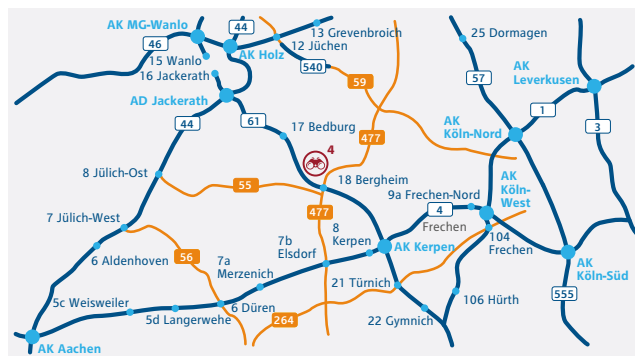 AK MG-Wanlo
44
13 Grevenbroich
25 Dormagen
46
AK Holz
12 Jüchen
15 Wanlo
16 Jackerath
540
59
57
AK
Leverkusen
AD Jackerath
1
44
61
17 Bedburg
477
AK
Köln-Nord
3
4
8 Jülich-Ost
55
18 Bergheim
9a Frechen-Nord
AK
Köln-
West
477
4
7 Jülich-West
8
Kerpen
Frechen
104
Frechen
6 Aldenhoven
56
7a
Merzenich
7b
Elsdorf
AK Kerpen
AK
Köln-Süd
5c Weisweiler
6 Düren
21 Türnich
106 Hürth
555
5d Langerwehe
264
22 Gymnich
AK Aachen